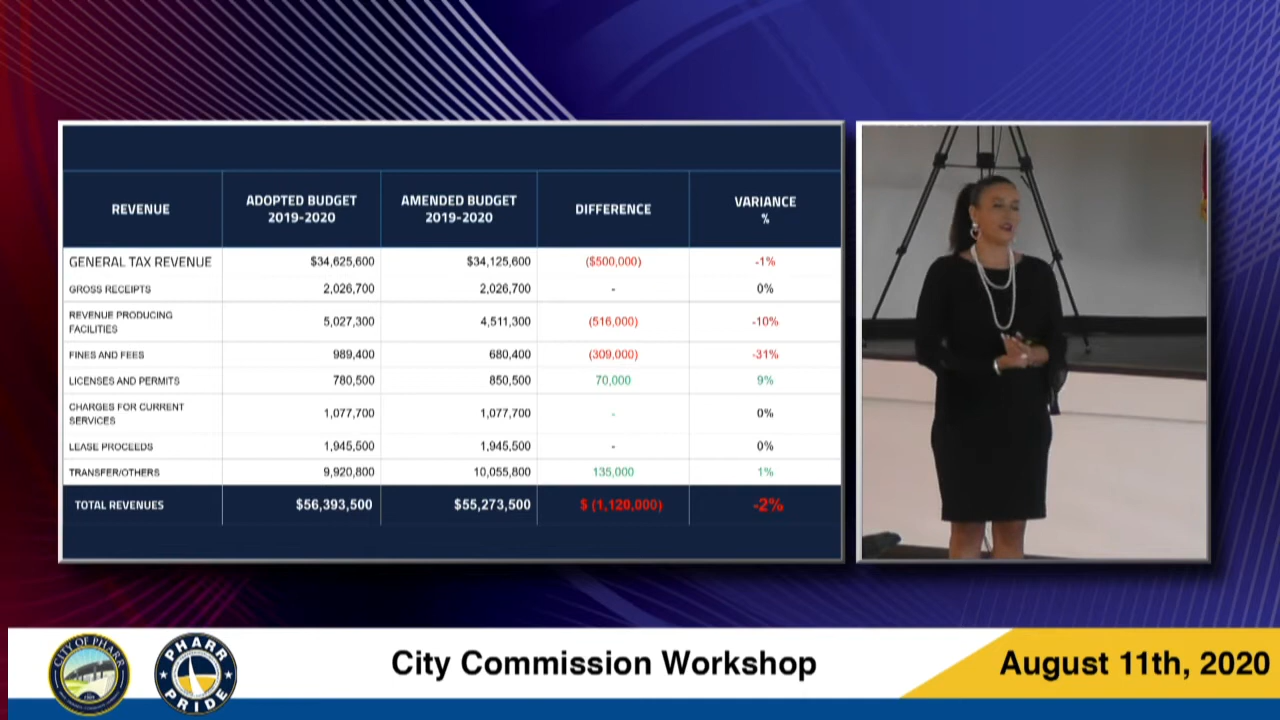 REVENUE
ADOPTED BUDGET
2019-2020
AMENDED BUDGET
2019-2020
DIFFERENCE
VARIANCE
%
GENERAL TAX REVENUE $34,625,600 $34,125,600 ($500,000) -1%
GROSS RECEIPTS 2,026,700 2,026,700 - 0%
REVENUE PRODUCING
FACILITIES 5,027,300 4,511,300 (516,000) -10%
FINES AND FEES 989,400 680,400 (309,000) -31%
LICENSES AND PERMITS 780,500 850,500 70,000 9%
CHARGES FOR CURRENT
SERVICES 1,077,700 1,077,700 - 0%
LEASE PROCEEDS 1,945,500 1,945,500 - 0%
TRANSFER/OTHERS 9,920,800 10,055,800 135,000 1%
TOTAL REVENUES $56,393,500 $55,273,500 $ (1,120,000) -2%
CITY OF PHARR
PHARR
PRIDE
City Commission Workshop
August 11th, 2020